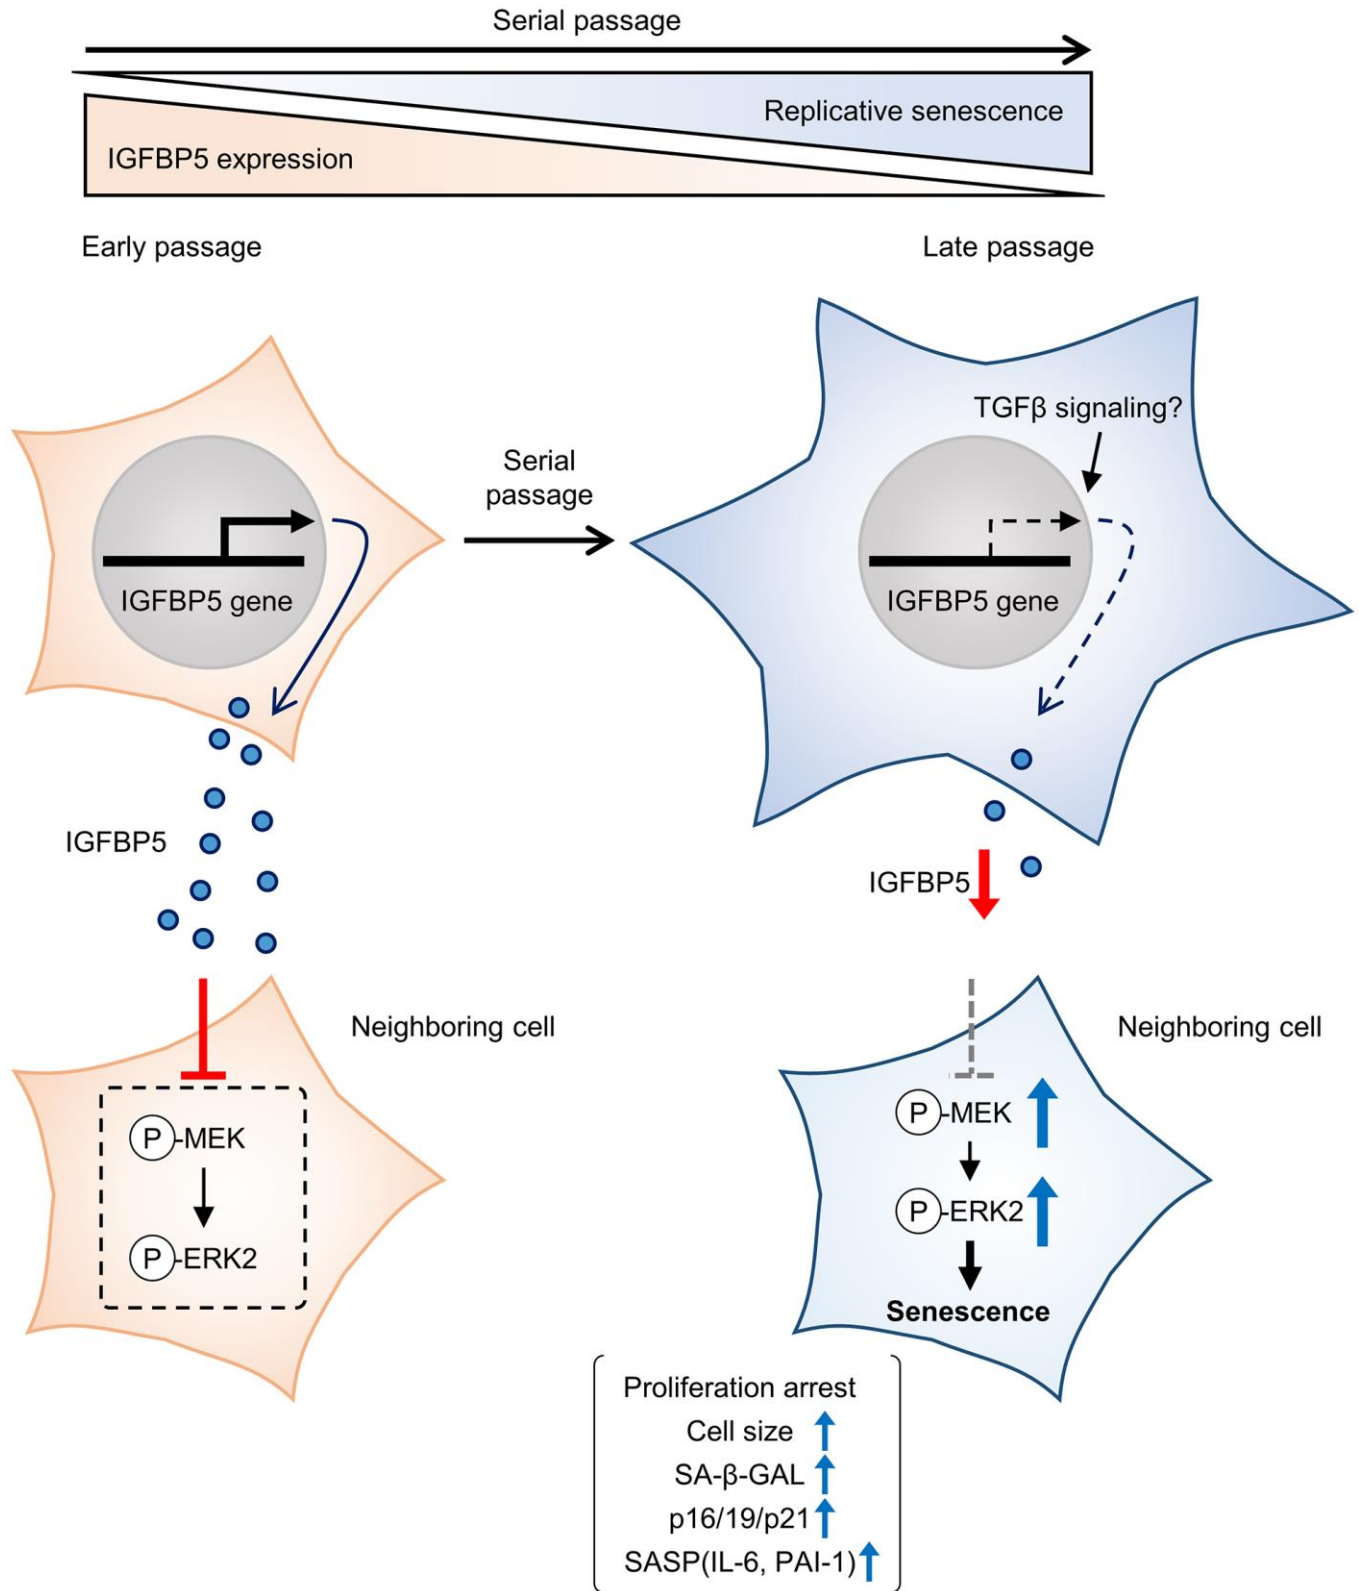 Serial passage
Replicative senescence
IGFBP5 expression
Early passage
Late passage
TGFβ signaling?
Serial
passage
IGFBP5 gene
IGFBP5 gene
IGFBP5
IGFBP5
Neighboring cell
Neighboring cell
P-MEK
P-ERK2
P-MEK
P-ERK2
Senescence
Proliferation arrest
Cell size
SA-β-GAL
p16/19/p21
SASP(IL-6, PAI-1)